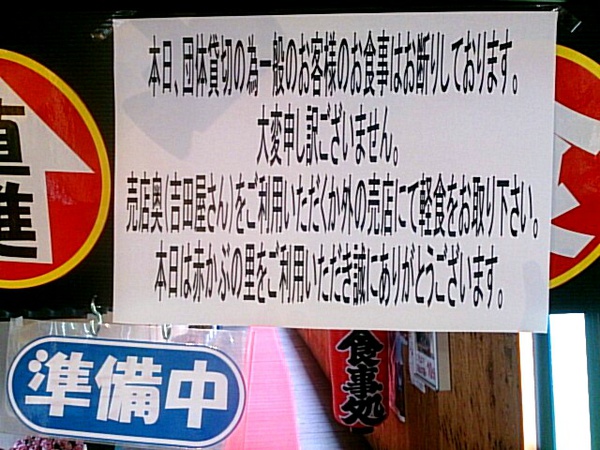 本日、団体貸切の為一般のお客様のお食事はお断りしております。
大変申し訳ございません。
売店奥(吉田屋さん)をご利用いただくか外の売店にて軽食をお取り下さい。
本日は赤かぶの里をご利用いただき誠にありがとうございます。
直進
準備中
食事処